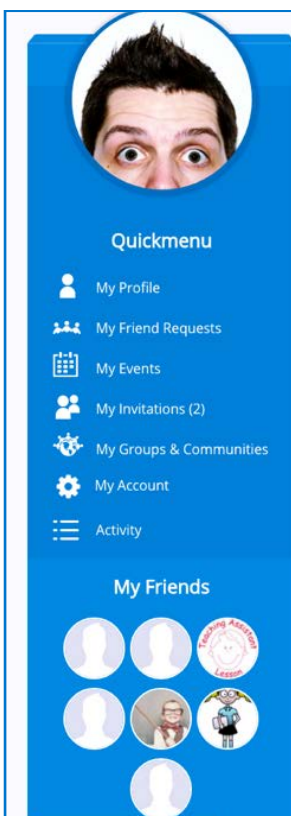 Quickmenu
My Profile
My Friend Requests
My Events
My Invitations (2)
My Groups & Communities
My Account
Activity
My Friends
Teaching Assistant
Lesson